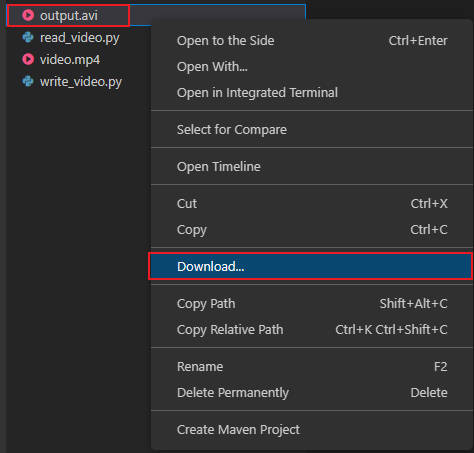 output.avi
read_video.py
video.mp4
write_video.py
Open to the Side Ctrl+Enter
Open With...
Open in Integrated Terminal
Select for Compare
Open Timeline
Cut Ctrl+X
Copy Ctrl+C
Download...
Copy Path Shift+Alt+C
Copy Relative Path Ctrl+K Ctrl+Shift+C
Rename F2
Delete Permanently Delete
Create Maven Project